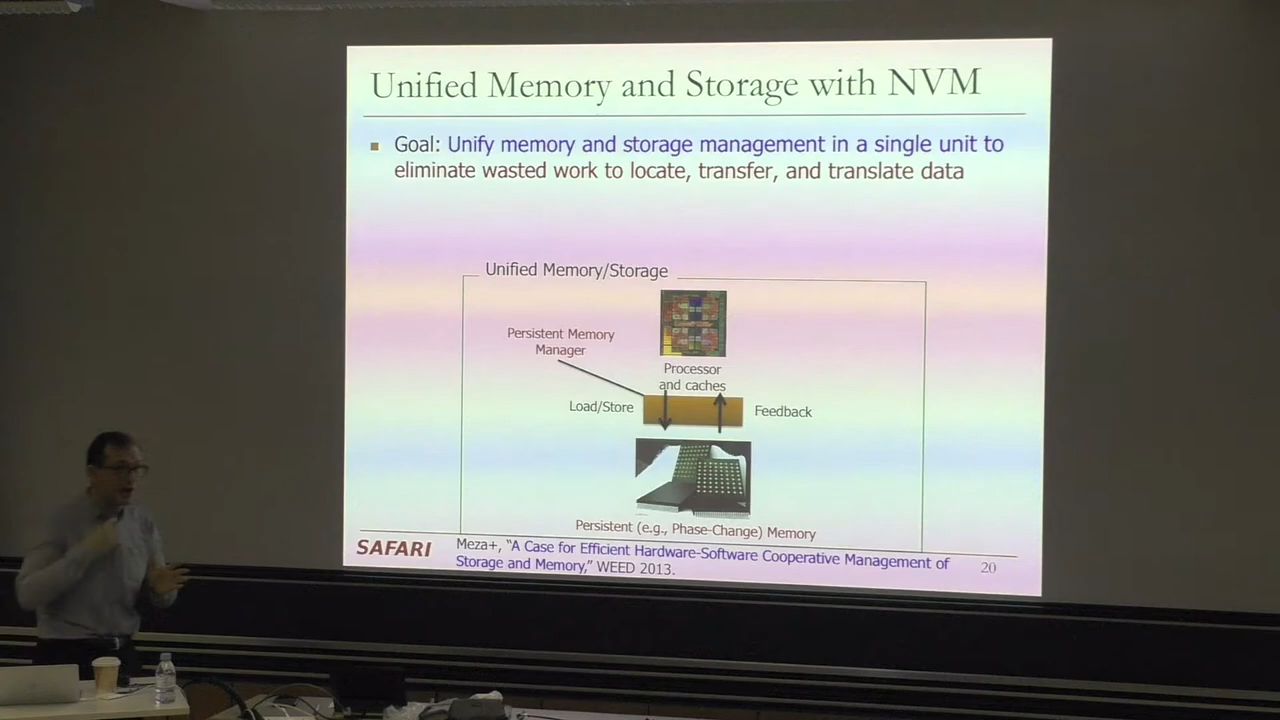 Unified Memory and Storage with NVM
Goal: Unify memory and storage management in a single unit to
eliminate wasted work to locate, transfer, and translate data
Unified Memory/Storage
Persistent Memory
Manager
Processor
and caches
Load/Store
Feedback
Persistent (e.g., Phase-Change) Memory
SAFARI
Meza+, “A Case for Efficient Hardware-Software Cooperative Management of
Storage and Memory,” WEED 2013.
20